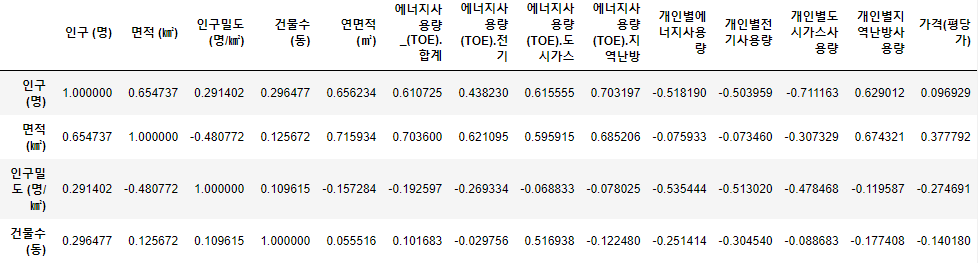 인구 (명) 면적 (㎢) 인구밀도 (명/㎢) 건물수 (동) 연면적 (㎡) 에너지사용량_(TOE).합계 에너지사용량 (TOE).전기 에너지사용량 (TOE).도시가스 에너지사용량 (TOE).지역난방 개인별에너지사용량 개인별전기사용량 개인별도시가스사용량 개인별지역난방사용량 가격(평당가)
인구 (명) 1.000000 0.654737 0.291402 0.296477 0.656234 0.610725 0.438230 0.615555 0.703197 -0.518190 -0.503959 -0.711163 0.629012 0.096929
면적 (㎢) 0.654737 1.000000 -0.480772 0.125672 0.715934 0.703600 0.621095 0.595915 0.685206 -0.075933 -0.073460 -0.307329 0.674321 0.377792
인구밀도 (명/㎢) 0.291402 -0.480772 1.000000 0.109615 -0.157284 -0.192597 -0.269334 -0.068833 -0.078025 -0.535444 -0.513020 -0.478468 -0.119587 -0.274691
건물수 (동) 0.296477 0.125672 0.109615 1.000000 0.055516 0.101683 -0.029756 0.516938 -0.122480 -0.251414 -0.304540 -0.088683 -0.177408 -0.140180